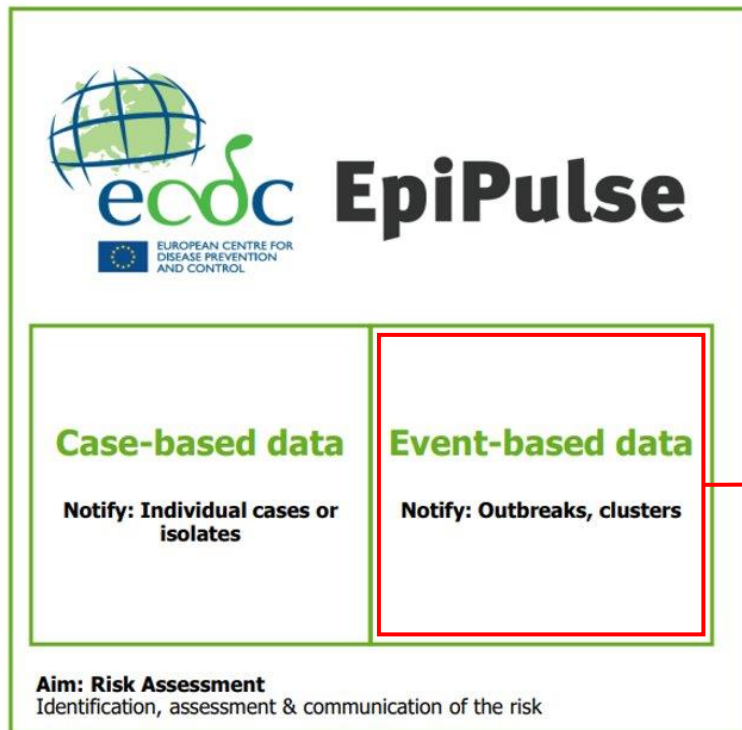 ecdc EpiPulse
EUROPEAN CENTRE FOR
DISEASE PREVENTION
AND CONTROL
Case-based data
Notify: Individual cases or
isolates
Event-based data
Notify: Outbreaks, clusters
Aim: Risk Assessment
Identification, assessment & communication of the risk